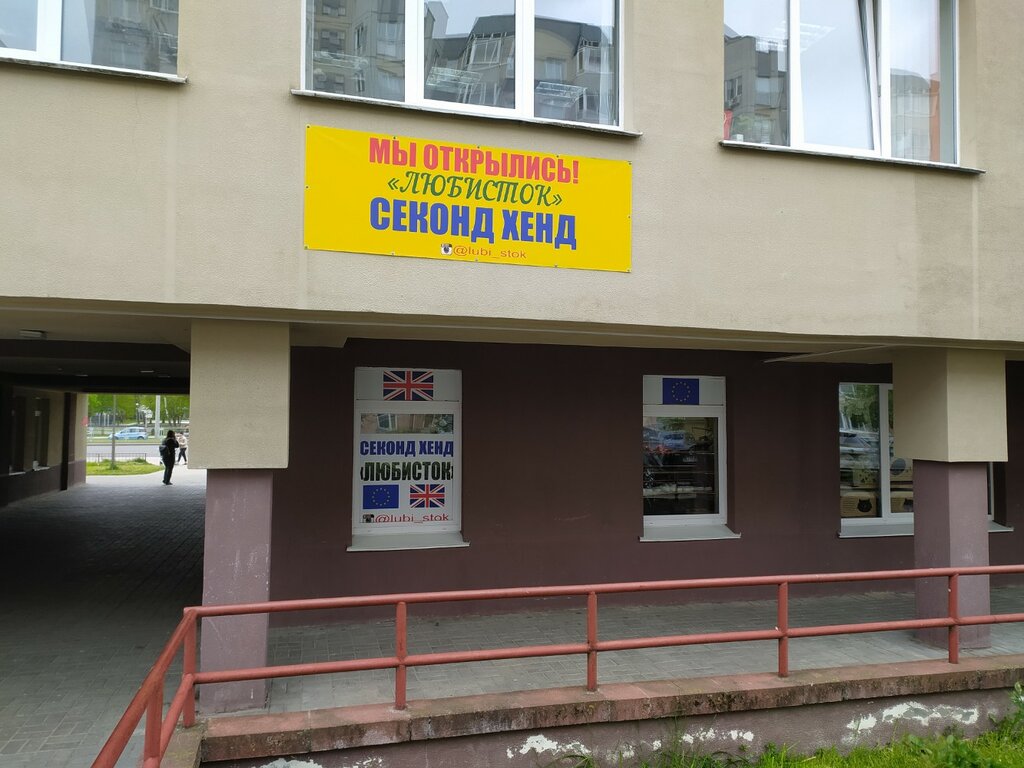 МЫ ОТКРЫЛИСЬ!
«ЛЮБИСТОК»
СЕКОНД ХЕНД
@lubi_stok
СЕКОНД ХЕНД
«ЛЮБИСТОК»
@lubi_stok